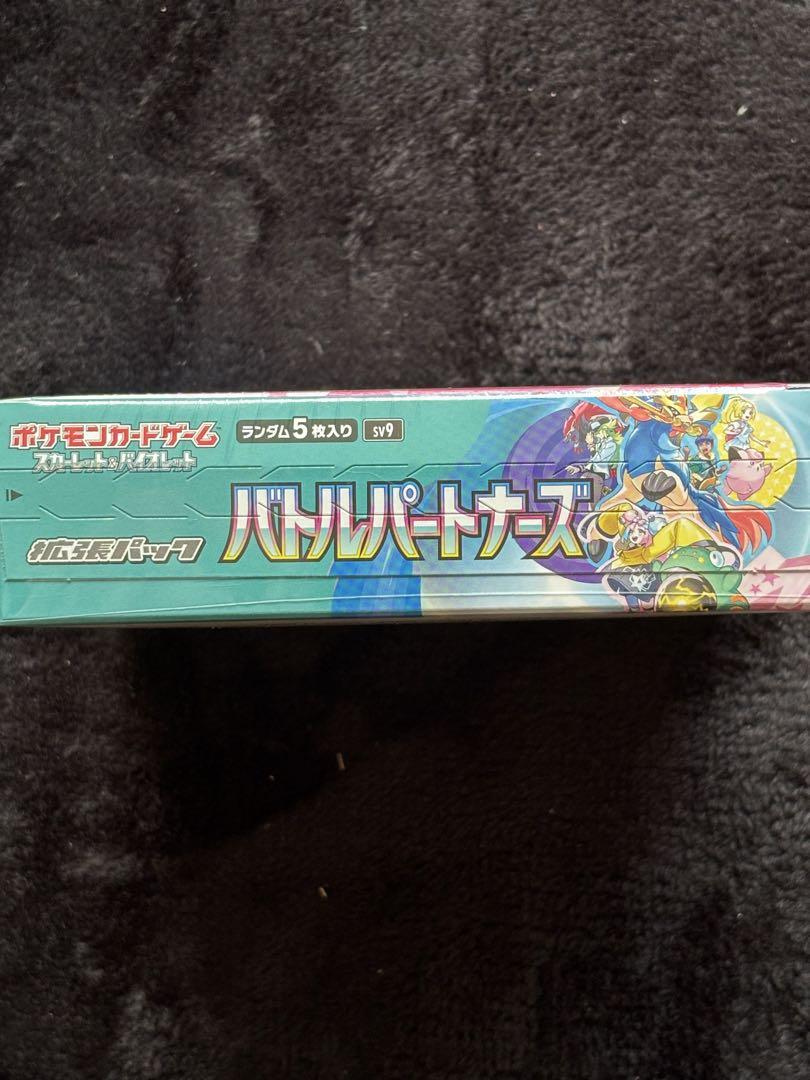 ポケモンカードゲーム
スカーレット&バイオレット
ランダム5枚入り
SV9
拡張パック
バトルパートナーズ